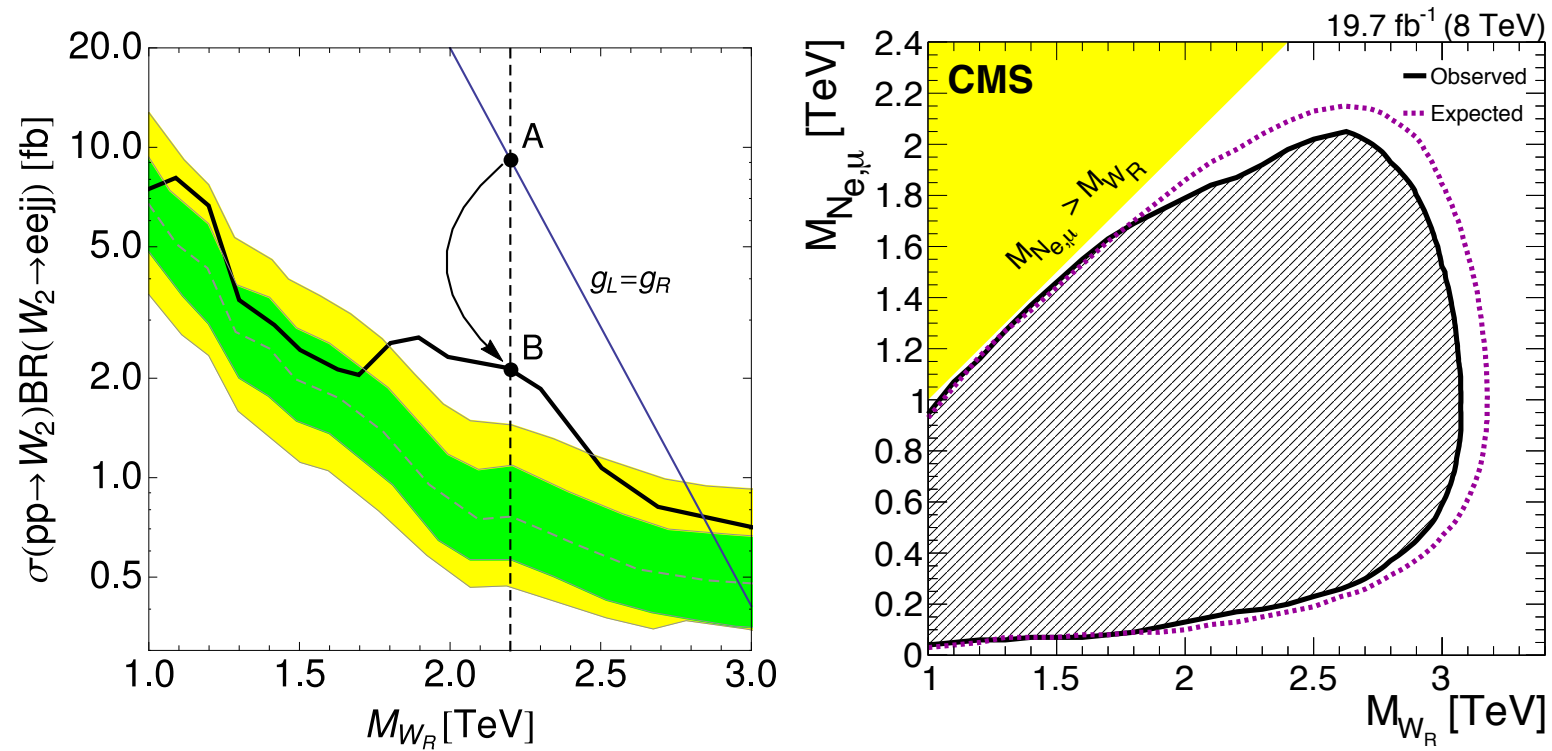 σ(pp→W₂)BR(W₂→eejj) [fb]
20.0
10.0
5.0
2.0
1.0
0.5
A
B
g_L=g_R
1.0 1.5 2.0 2.5 3.0
M_{W_R} [TeV]
19.7 fb⁻¹ (8 TeV)
CMS
Observed
Expected
M_{N_{e,μ}} > M_{W_R}
M_{N_{e,μ}} [TeV]
2.4
2.2
2
1.8
1.6
1.4
1.2
1
0.8
0.6
0.4
0.2
0
1 1.5 2 2.5 3
M_{W_R} [TeV]